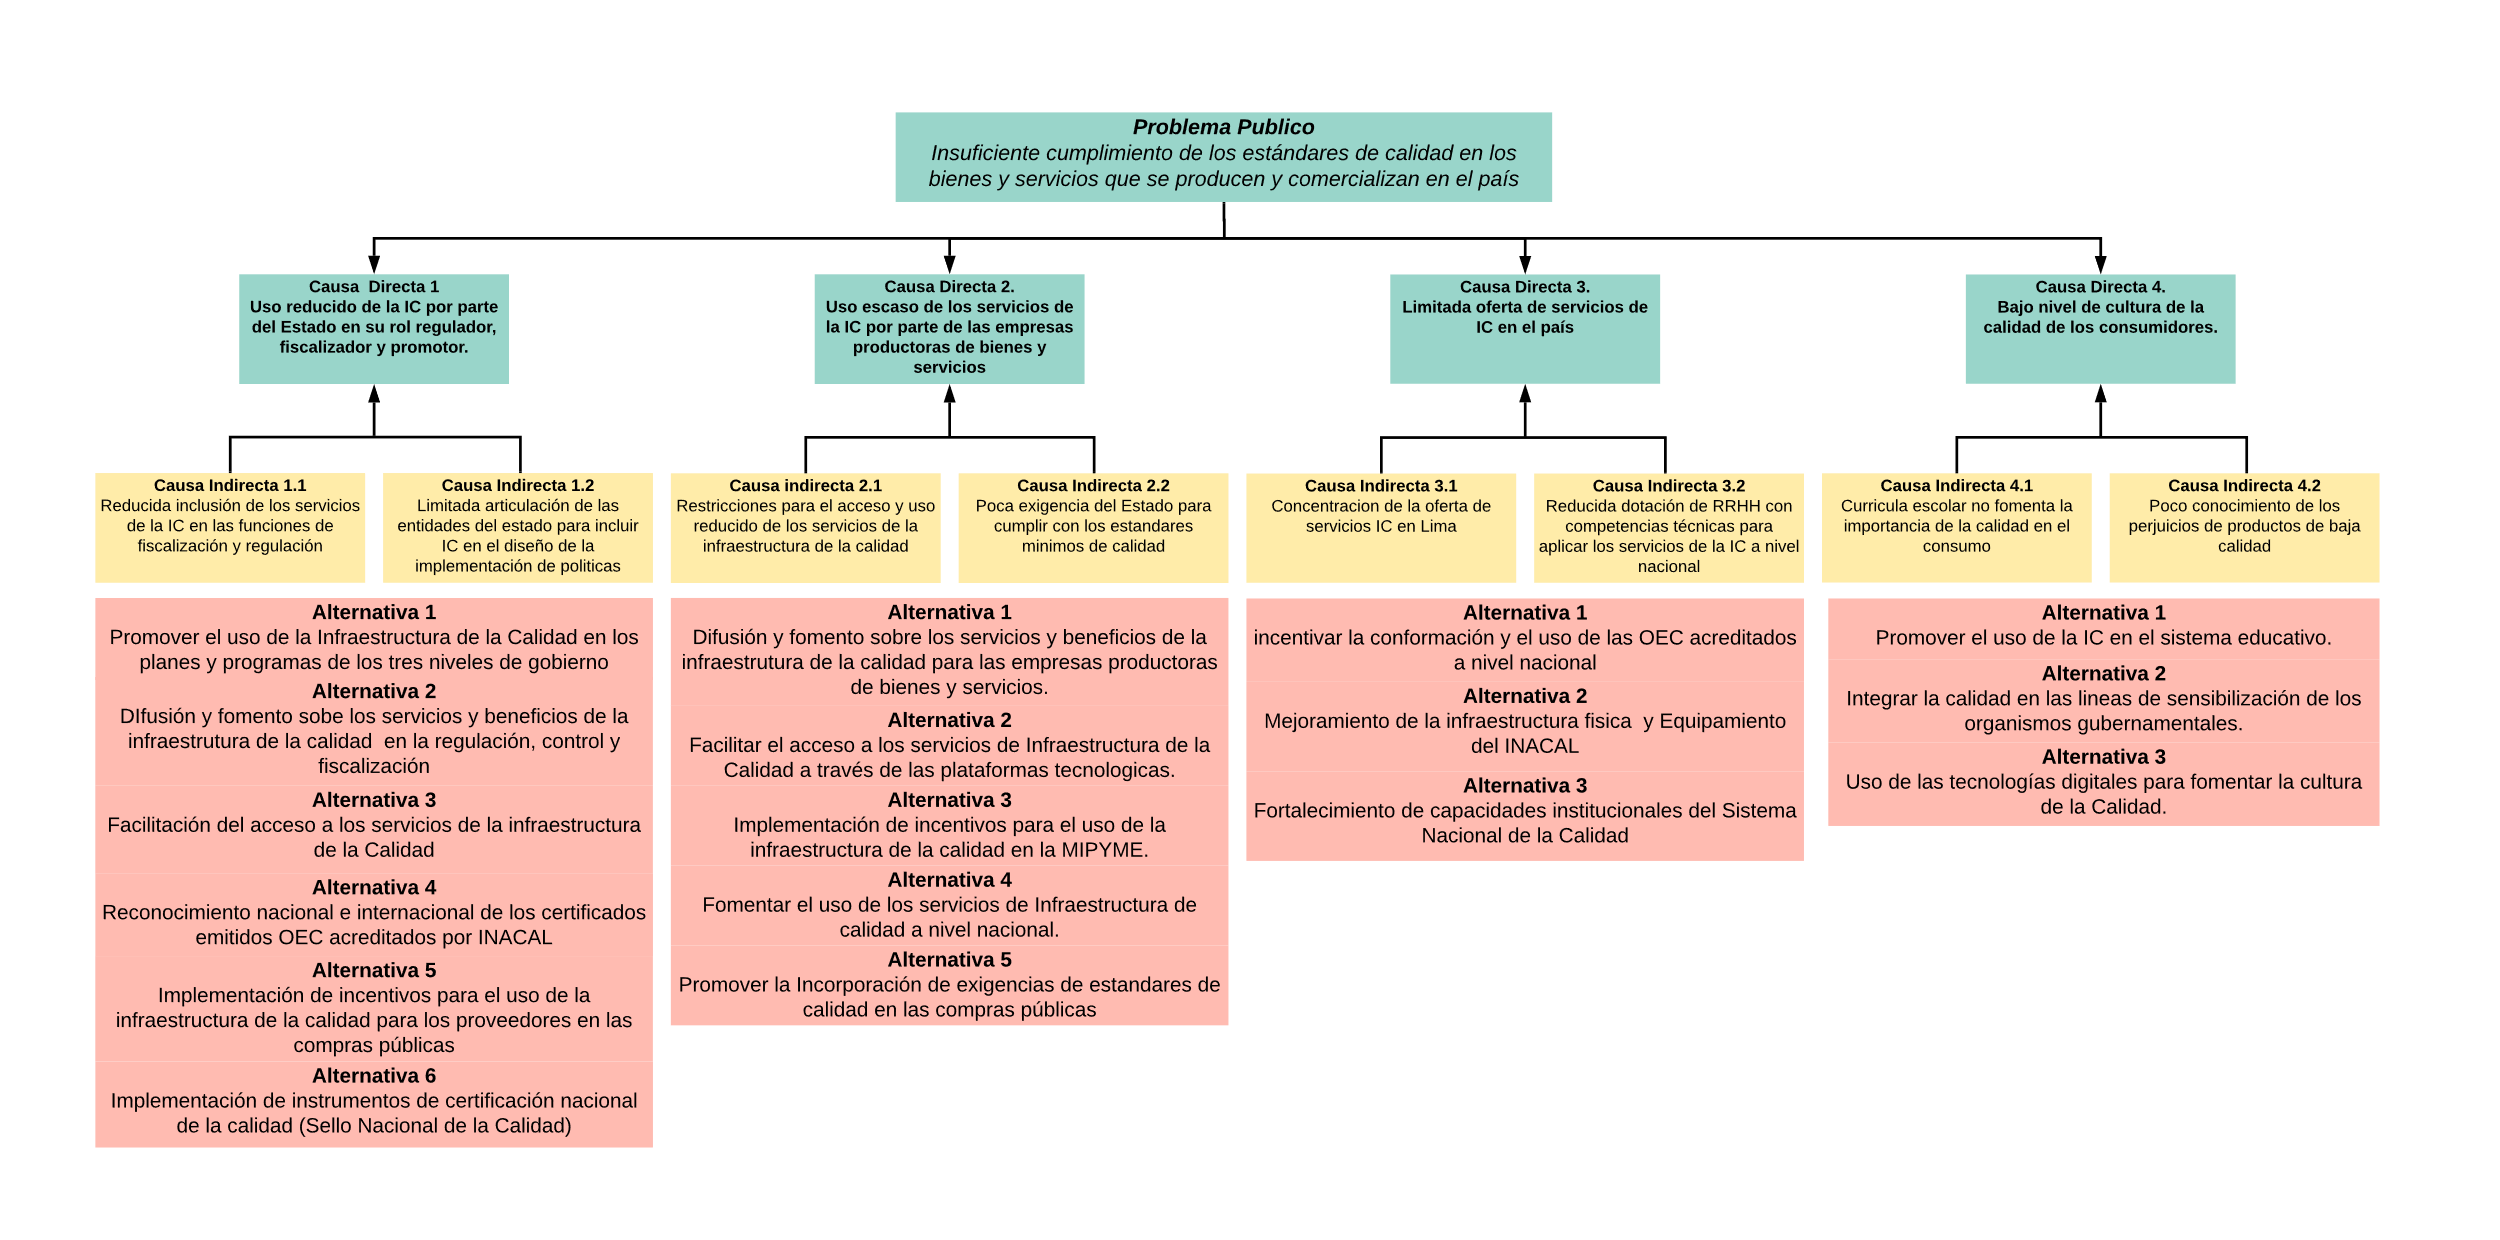 Problema Publico
Insuficiente cumplimiento de los estándares de calidad en los
bienes y servicios que se producen y comercializan en el país
Causa  Directa 1
Uso reducido de la IC por parte
del Estado en su rol regulador,
fiscalizador y promotor.
Causa Directa 2.
Uso escaso de los servicios de
la IC por parte de las empresas
productoras de bienes y
servicios
Causa Directa 3.
Limitada oferta de servicios de
IC en el país
Causa Directa 4.
Bajo nivel de cultura de la
calidad de los consumidores.
Causa Indirecta 1.1
Reducida inclusión de los servicios
de la IC en las funciones de
fiscalización y regulación
Causa Indirecta 1.2
Limitada articulación de las
entidades del estado para incluir
IC en el diseño de la
implementación de politicas
Causa indirecta 2.1
Restricciones para el acceso y uso
reducido de los servicios de la
infraestructura de la calidad
Causa Indirecta 2.2
Poca exigencia del Estado para
cumplir con los estandares
minimos de calidad
Causa Indirecta 3.1
Concentracion de la oferta de
servicios IC en Lima
Causa Indirecta 3.2
Reducida dotación de RRHH con
competencias técnicas para
aplicar los servicios de la IC a nivel
nacional
Causa Indirecta 4.1
Curricula escolar no fomenta la
importancia de la calidad en el
consumo
Causa Indirecta 4.2
Poco conocimiento de los
perjuicios de productos de baja
calidad
Alternativa 1
Promover el uso de la Infraestructura de la Calidad en los
planes y programas de los tres niveles de gobierno
Alternativa 2
DIfusión y fomento sobe los servicios y beneficios de la
infraestrutura de la calidad  en la regulación, control y
fiscalización
Alternativa 3
Facilitación del acceso a los servicios de la infraestructura
de la Calidad
Alternativa 4
Reconocimiento nacional e internacional de los certificados
emitidos OEC acreditados por INACAL
Alternativa 5
Implementación de incentivos para el uso de la
infraestructura de la calidad para los proveedores en las
compras públicas
Alternativa 6
Implementación de instrumentos de certificación nacional
de la calidad (Sello Nacional de la Calidad)
Alternativa 1
Difusión y fomento sobre los servicios y beneficios de la
infraestrutura de la calidad para las empresas productoras
de bienes y servicios.
Alternativa 2
Facilitar el acceso a los servicios de Infraestructura de la
Calidad a través de las plataformas tecnologicas.
Alternativa 3
Implementación de incentivos para el uso de la
infraestructura de la calidad en la MIPYME.
Alternativa 4
Fomentar el uso de los servicios de Infraestructura de
calidad a nivel nacional.
Alternativa 5
Promover la Incorporación de exigencias de estandares de
calidad en las compras públicas
Alternativa 1
incentivar la conformación y el uso de las OEC acreditados
a nivel nacional
Alternativa 2
Mejoramiento de la infraestructura fisica  y Equipamiento
del INACAL
Alternativa 3
Fortalecimiento de capacidades institucionales del Sistema
Nacional de la Calidad
Alternativa 1
Promover el uso de la IC en el sistema educativo.
Alternativa 2
Integrar la calidad en las lineas de sensibilización de los
organismos gubernamentales.
Alternativa 3
Uso de las tecnologías digitales para fomentar la cultura
de la Calidad.